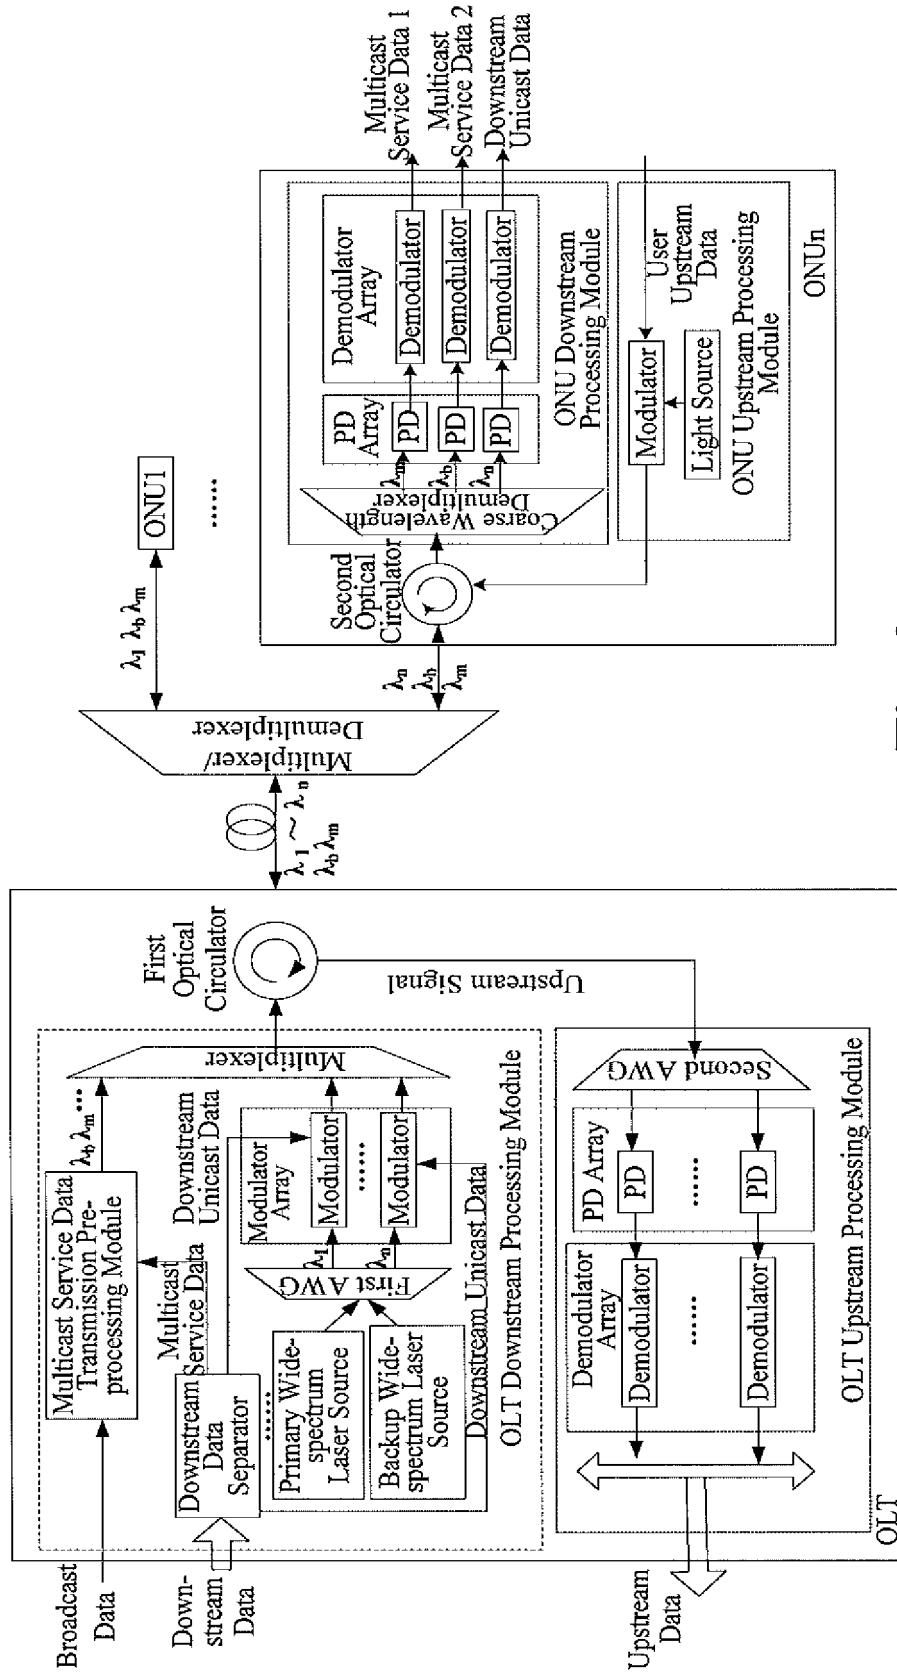 Broadcast
Data
Down-
stream
Data
Upstream
Data
Multicast Service Data
Transmission Pre-
processing Module
λb λm ...
Multicast
Service Data
Downstream
Data
Separator
......
Downstream
Unicast Data
Primary Wide-
spectrum
Laser Source
Backup Wide-
spectrum Laser
Source
First AWG
λ1
λn
Modulator
Array
Modulator
......
Modulator
Multiplexer
Downstream Unicast Data
OLT Downstream Processing Module
First
Optical
Circulator
Upstream Signal
Second AWG
PD Array
PD
......
PD
Demodulator
Array
Demodulator
......
Demodulator
OLT Upstream Processing Module
OLT
λ1 ~ λn
λb λm
Multiplexer/
Demultiplexer
λ1 λb λm
ONU1
......
λn
λb
λm
Second
Optical
Circulator
Coarse Wavelength
Demultiplexer
λm
λb
λn
PD
Array
PD
PD
PD
Demodulator
Array
Demodulator
Demodulator
Demodulator
ONU Downstream
Processing Module
Multicast
Service Data 1
Multicast
Service Data 2
Downstream
Unicast Data
User
Upstream
Data
Modulator
Light Source
ONU Upstream Processing
Module
ONUn